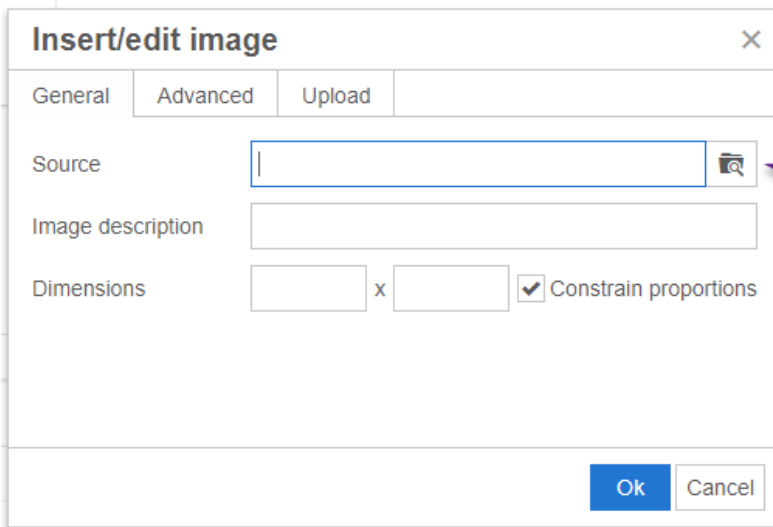 Insert/edit image
General Advanced Upload
Source
Image description
Dimensions x Constrain proportions
Ok Cancel